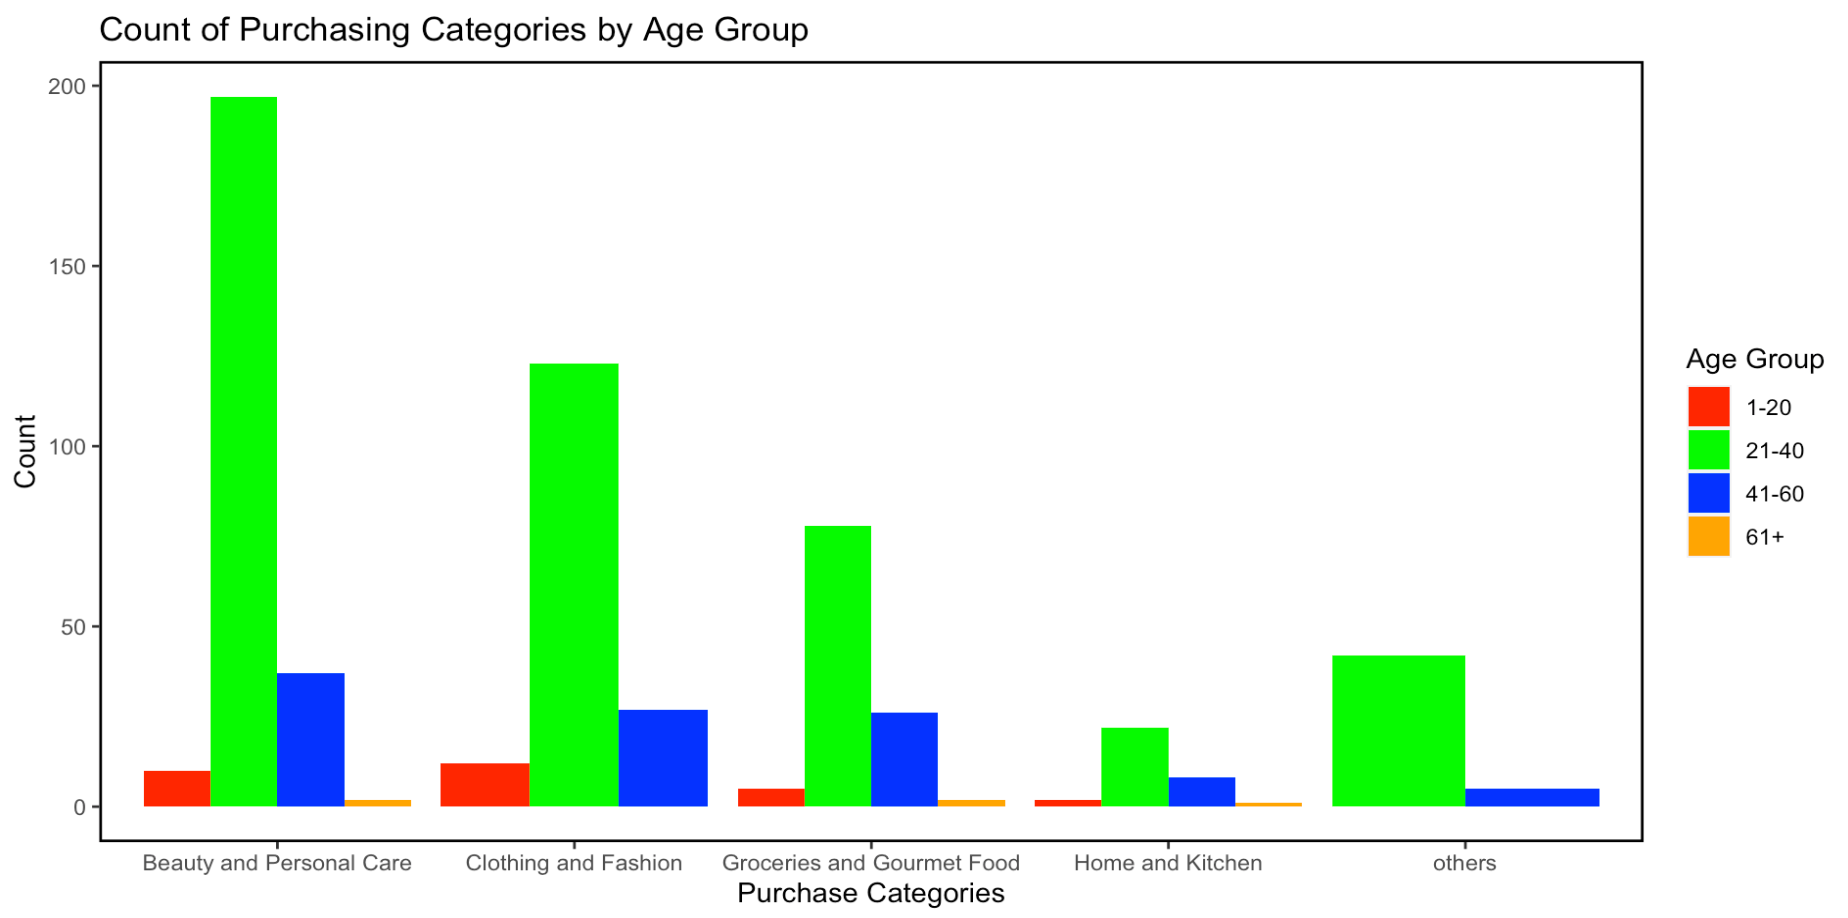 Count of Purchasing Categories by Age Group
200
150
100
50
0
Count
Beauty and Personal Care
Clothing and Fashion
Groceries and Gourmet Food
Home and Kitchen
others
Purchase Categories
Age Group
1-20
21-40
41-60
61+